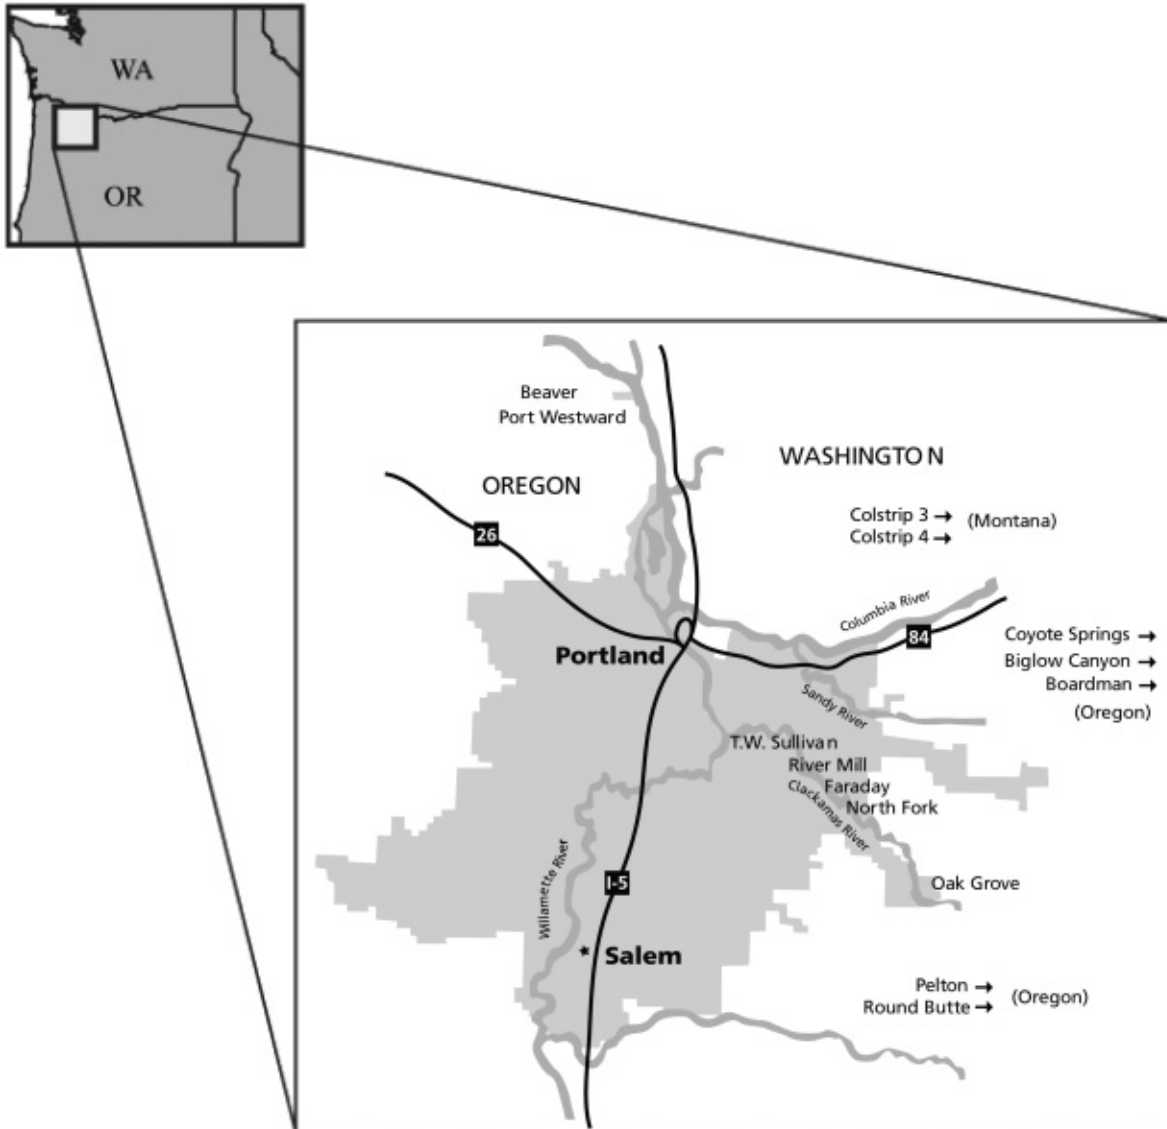 WA
OR
Beaver
Port Westward
WASHINGTON
OREGON
Colstrip 3 → (Montana)
Colstrip 4 →
26
Columbia River
84
Coyote Springs →
Biglow Canyon →
Boardman →
(Oregon)
Portland
Sandy River
T.W. Sullivan
River Mill
Faraday
Clackamas River
North Fork
Willamette River
I-5
Oak Grove
Salem
Pelton →
Round Butte → (Oregon)